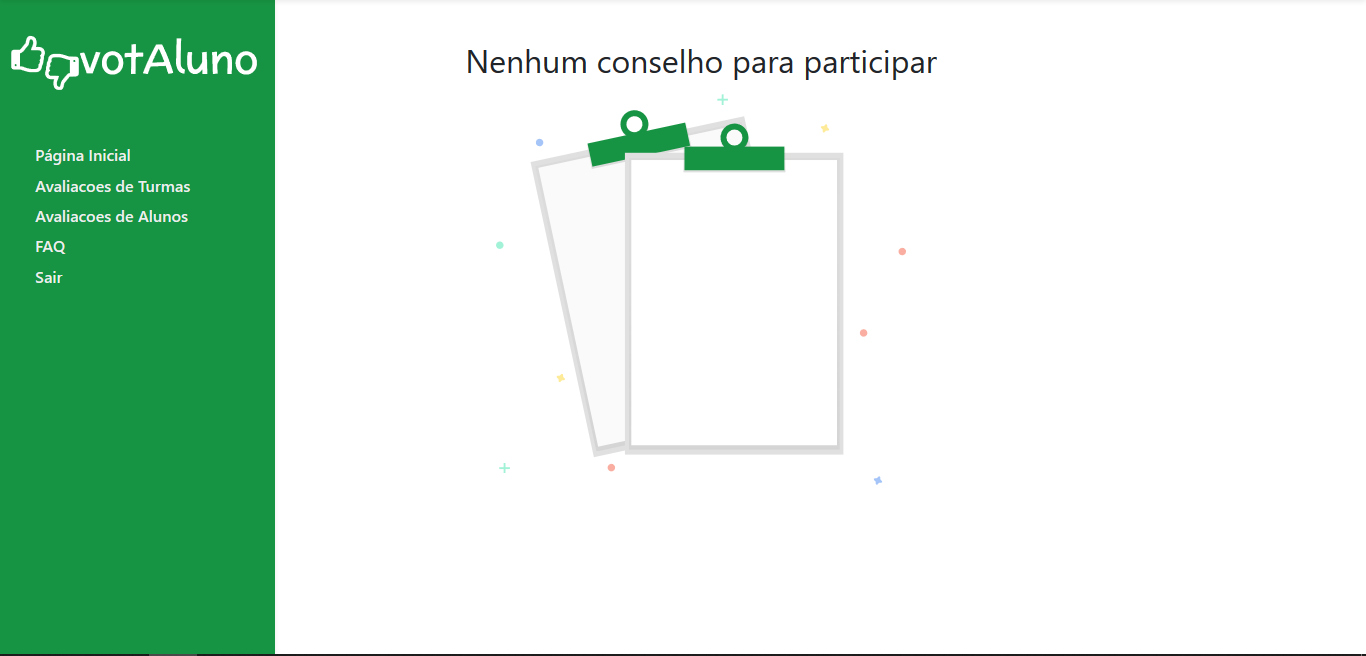 votAluno
Página Inicial
Avaliacoes de Turmas
Avaliacoes de Alunos
FAQ
Sair
Nenhum conselho para participar